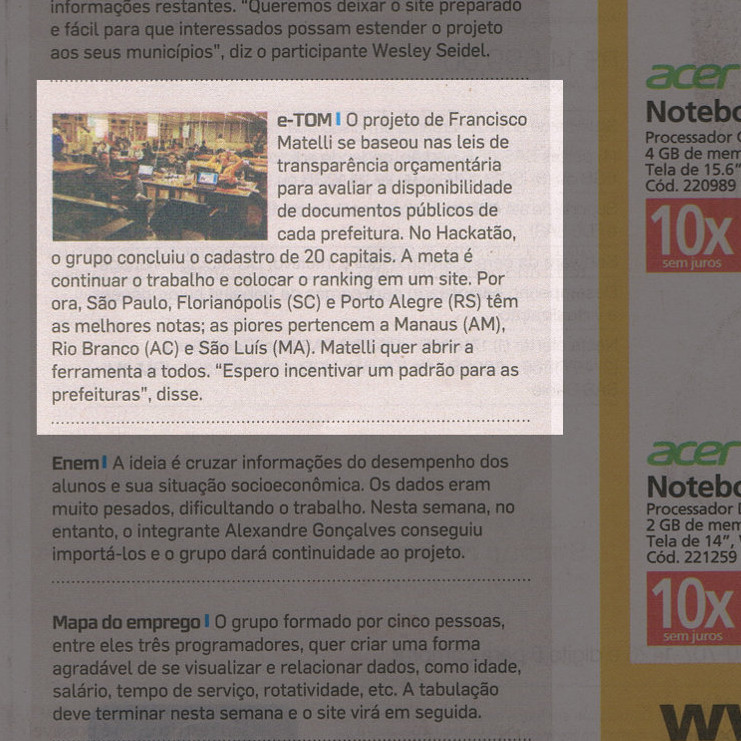 informações restantes. “Queremos deixar o site preparado
e fácil para que interessados possam estender o projeto
aos seus municípios”, diz o participante Wesley Seidel.
e-TOM | O projeto de Francisco
Matelli se baseou nas leis de
transparência orçamentária
para avaliar a disponibilidade
de documentos públicos de
cada prefeitura. No Hackatão,
o grupo concluiu o cadastro de 20 capitais. A meta é
continuar o trabalho e colocar o ranking em um site. Por
ora, São Paulo, Florianópolis (SC) e Porto Alegre (RS) têm
as melhores notas; as piores pertencem a Manaus (AM),
Rio Branco (AC) e São Luís (MA). Matelli quer abrir a
ferramenta a todos. “Espero incentivar um padrão para as
prefeituras”, disse.
Enem | A ideia é cruzar informações do desempenho dos
alunos e sua situação socioeconômica. Os dados eram
muito pesados, dificultando o trabalho. Nesta semana, no
entanto, o integrante Alexandre Gonçalves conseguiu
importá-los e o grupo dará continuidade ao projeto.
Mapa do emprego | O grupo formado por cinco pessoas,
entre eles três programadores, quer criar uma forma
agradável de se visualizar e relacionar dados, como idade,
salário, tempo de serviço, rotatividade, etc. A tabulação
deve terminar nesta semana e o site virá em seguida.
acer
Notebo
Processador
4 GB de mem
Tela de 15.6”
Cód. 220989
10x
sem juros
acer
Notebo
Processador
2 GB de mem
Tela de 14”,
Cód. 221259
10x
sem juros